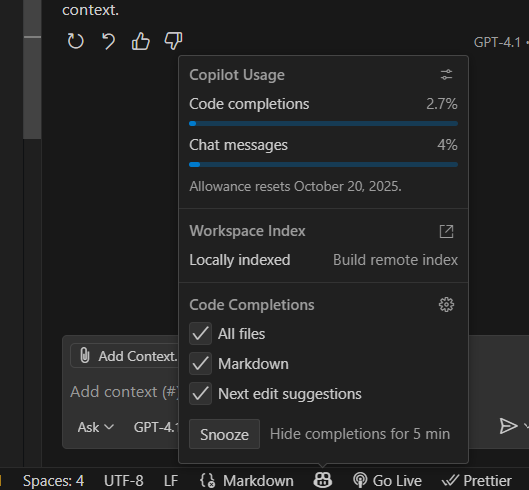 context.
GPT-4.1 •
Copilot Usage
Code completions 2.7%
Chat messages 4%
Allowance resets October 20, 2025.
Workspace Index
Locally indexed Build remote index
Code Completions
All files
Markdown
Next edit suggestions
Snooze Hide completions for 5 min
Add Context.
Add context (#)
Ask GPT-4.1
Spaces: 4 UTF-8 LF Markdown Go Live Prettier